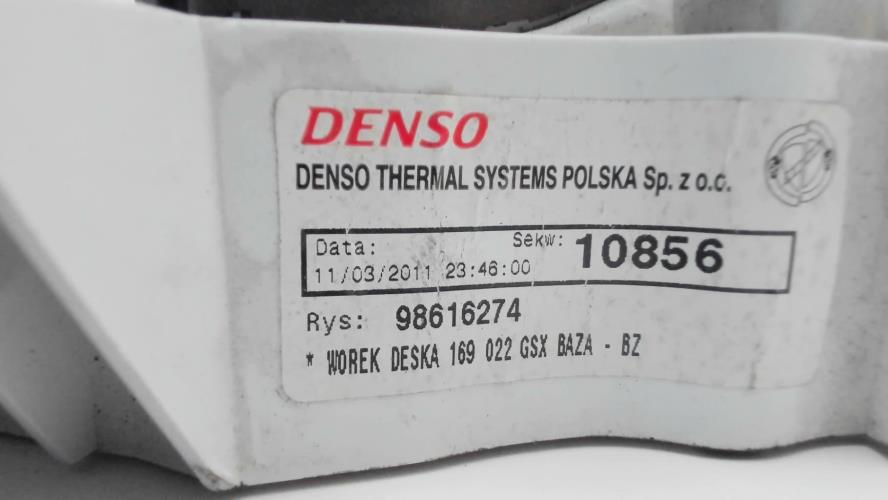 DENSO
DENSO THERMAL SYSTEMS POLSKA Sp. z o.o.
Data: Sekw: 10856
11/03/2011 23:46:00
Rys: 98616274
* WOREK DESKA 169 022 GSX BAZA - BZ